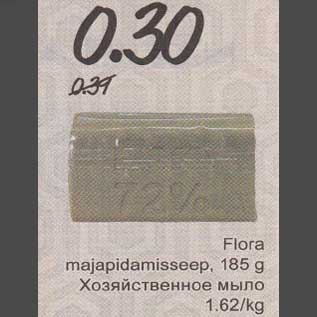 0.30
0.39
72%
Flora
majapidamisseep, 185 g
Хозяйственное мыло
1.62/kg